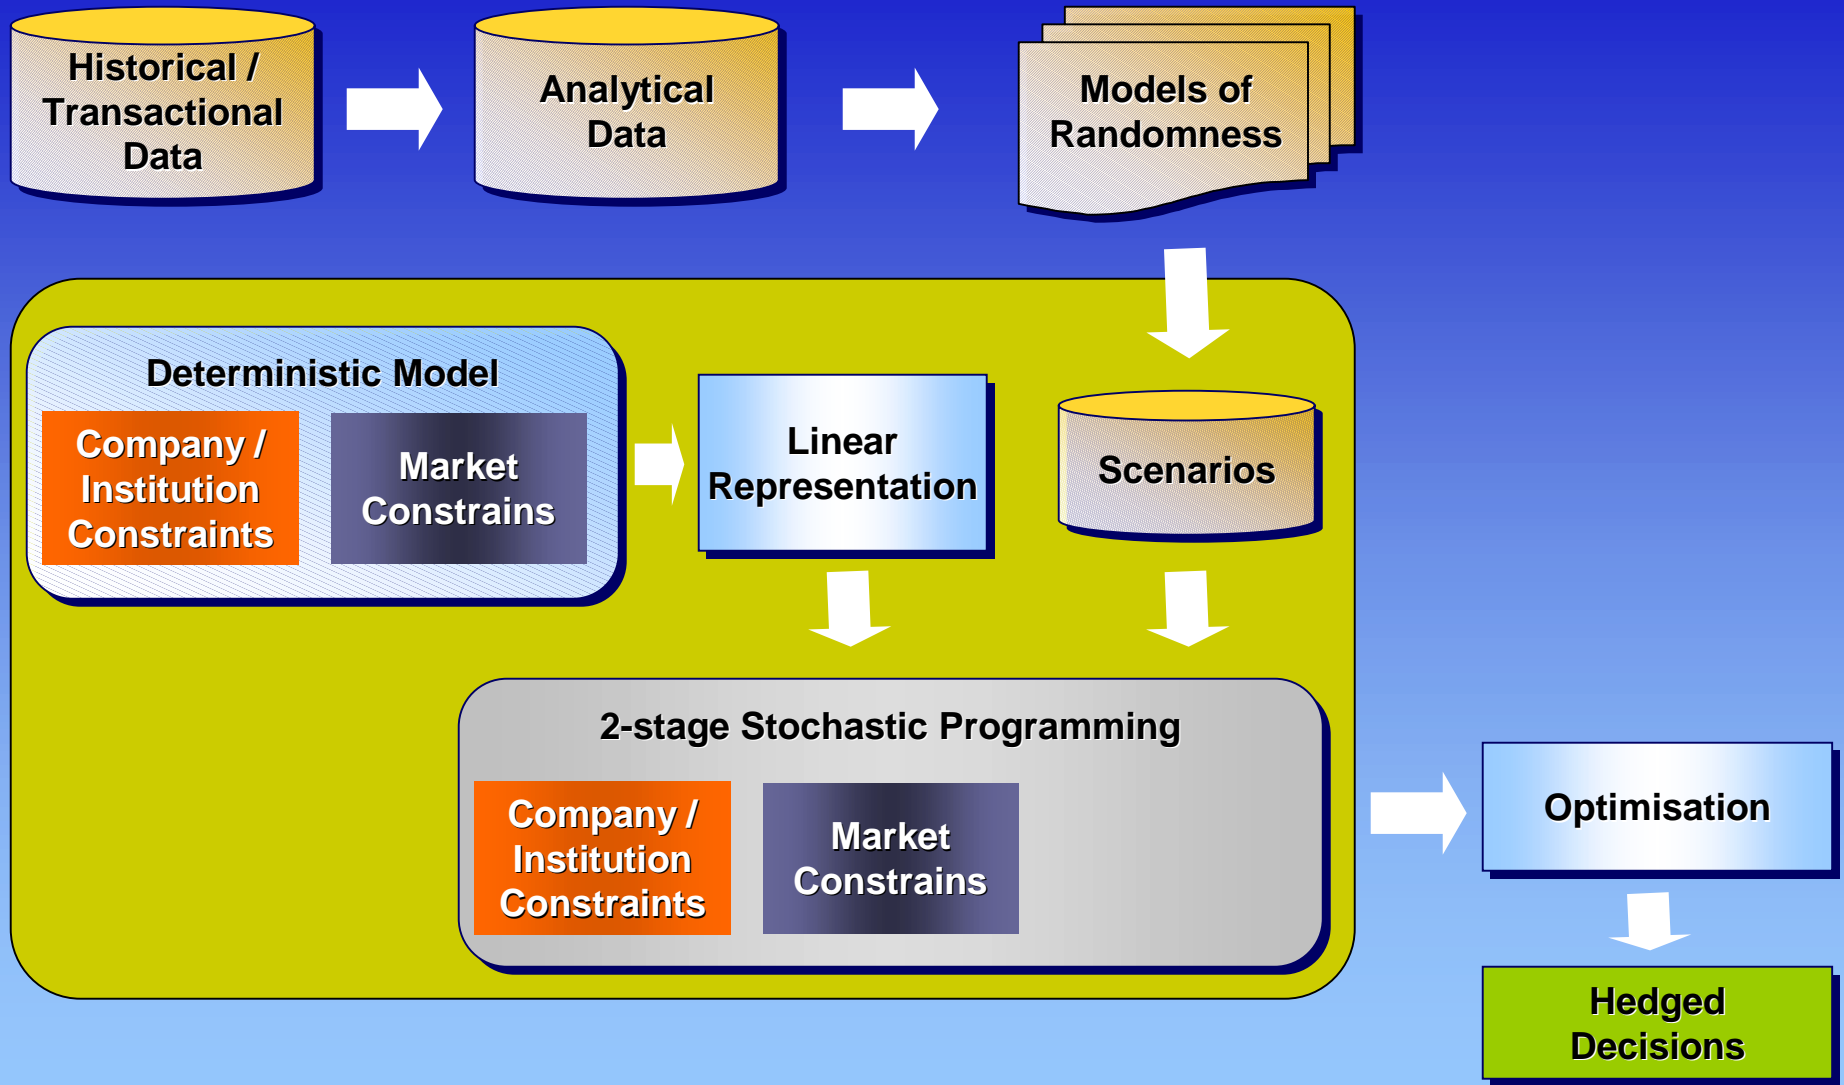 Historical /
Transactional
Data
Analytical
Data
Models of
Randomness
Deterministic Model
Company /
Institution
Constraints
Market
Constrains
Linear
Representation
Scenarios
2-stage Stochastic Programming
Company /
Institution
Constraints
Market
Constrains
Optimisation
Hedged
Decisions